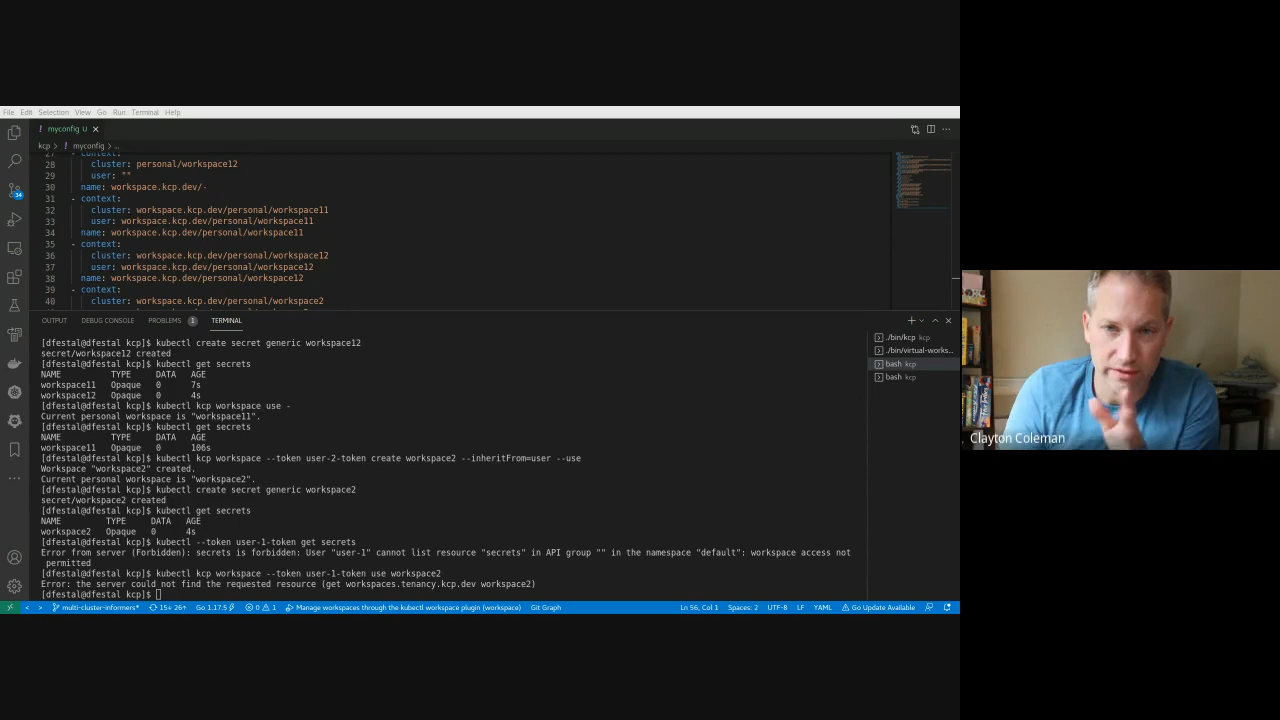 File Edit Selection View Go Run Terminal Help
myconfig U
kcp > ! myconfig > ..
27 - context:
28 cluster: personal/workspace12
29 user: ""
30 name: workspace.kcp.dev/-
31 - context:
32 cluster: workspace.kcp.dev/personal/workspace11
33 user: workspace.kcp.dev/personal/workspace11
34 name: workspace.kcp.dev/personal/workspace11
35 - context:
36 cluster: workspace.kcp.dev/personal/workspace12
37 user: workspace.kcp.dev/personal/workspace12
38 name: workspace.kcp.dev/personal/workspace12
39 - context:
40 cluster: workspace.kcp.dev/personal/workspace2
OUTPUT DEBUG CONSOLE PROBLEMS 1 TERMINAL
[dfestal@dfestal kcp]$ kubectl create secret generic workspace12
secret/workspace12 created
[dfestal@dfestal kcp]$ kubectl get secrets
NAME TYPE DATA AGE
workspace11 Opaque 0 7s
workspace12 Opaque 0 4s
[dfestal@dfestal kcp]$ kubectl kcp workspace use -
Current personal workspace is "workspace11".
[dfestal@dfestal kcp]$ kubectl get secrets
NAME TYPE DATA AGE
workspace11 Opaque 0 106s
[dfestal@dfestal kcp]$ kubectl kcp workspace --token user-2-token create workspace2 --inheritFrom=user --use
Workspace "workspace2" created.
Current personal workspace is "workspace2".
[dfestal@dfestal kcp]$ kubectl create secret generic workspace2
secret/workspace2 created
[dfestal@dfestal kcp]$ kubectl get secrets
NAME TYPE DATA AGE
workspace2 Opaque 0 4s
[dfestal@dfestal kcp]$ kubectl --token user-1-token get secrets
Error from server (Forbidden): secrets is forbidden: User "user-1" cannot list resource "secrets" in API group "" in the namespace "default": workspace access not
permitted
[dfestal@dfestal kcp]$ kubectl kcp workspace --token user-1-token use workspace2
Error: the server could not find the requested resource (get workspaces.tenancy.kcp.dev workspace2)
[dfestal@dfestal kcp]$
./bin/kcp kcp
./bin/virtual-works...
bash kcp
bash kcp
34
multi-cluster-informers* 15↓ 26↑ Go 1.17.5 0 1 Manage workspaces through the kubectl workspace plugin (workspace) Git Graph
Ln 56, Col 1 Spaces: 2 UTF-8 LF YAML Go Update Available
Clayton Coleman